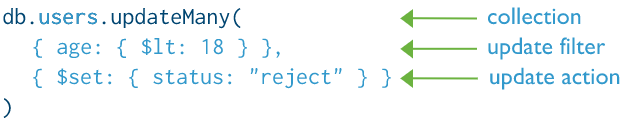 db.users.updateMany( collection
{ age: { $lt: 18 } }, update filter
{ $set: { status: "reject" } } update action
)